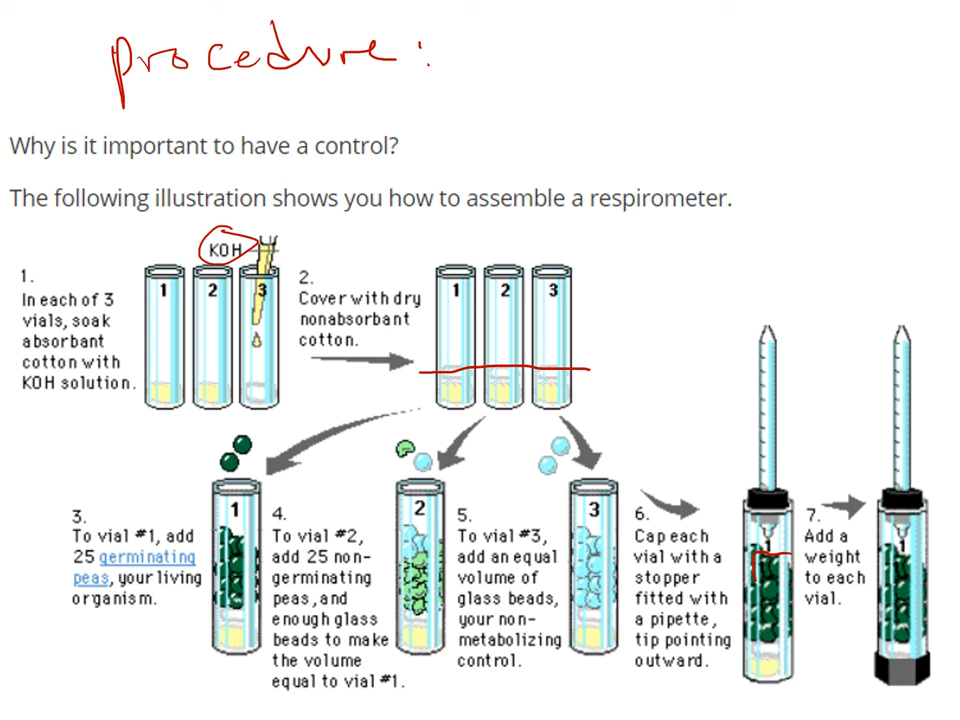 procedure:
Why is it important to have a control?
The following illustration shows you how to assemble a respirometer.
KOH
1.
In each of 3
vials, soak
absorbant
cotton with
KOH solution.
1
2
3
2.
Cover with dry
nonabsorbant
cotton.
1
2
3
3.
To vial #1, add
25 germinating
peas, your living
organism.
1
4.
To vial #2,
add 25 non-
germinating
peas, and
enough glass
beads to make
the volume
equal to vial #1.
2
5.
To vial #3,
add an equal
volume of
glass beads,
your non-
metabolizing
control.
3
6.
Cap each
vial with a
stopper
fitted with
a pipette,
tip pointing
outward.
1
7.
Add a
weight
to each
vial.
1